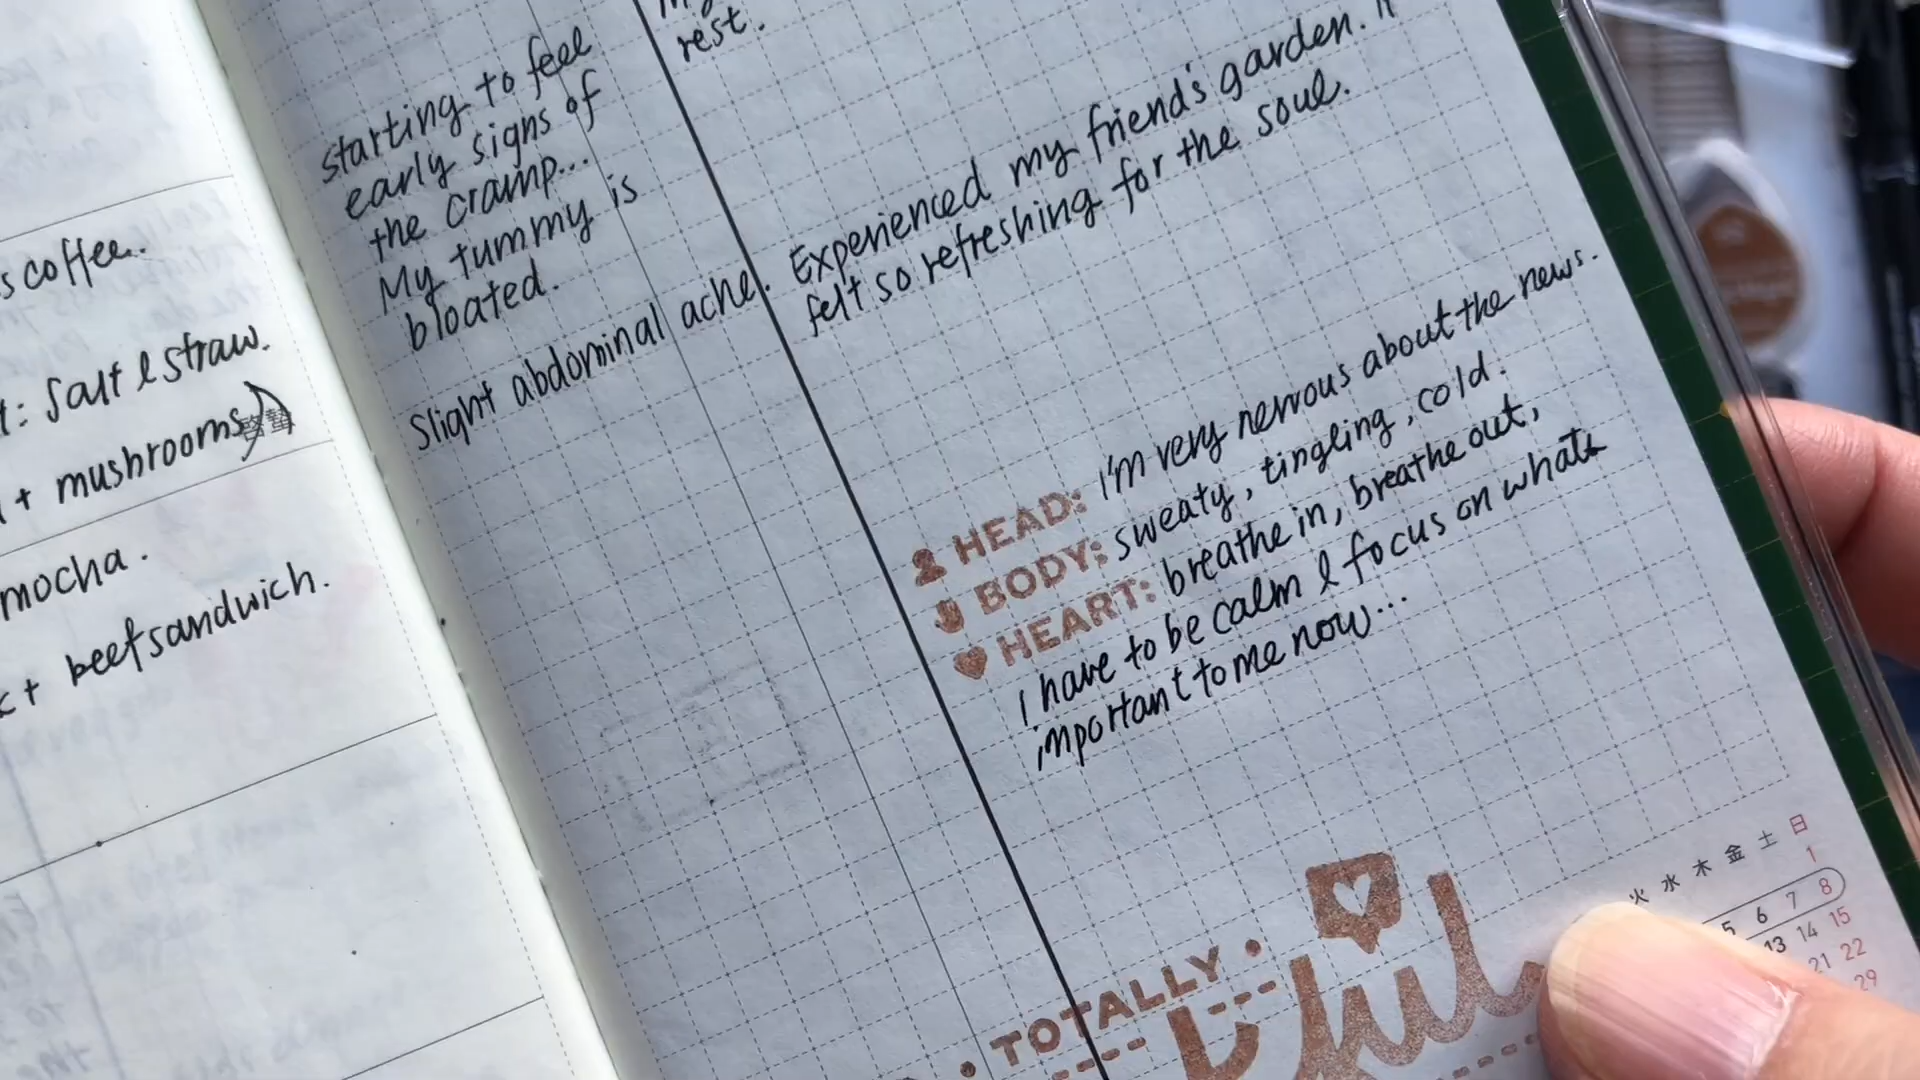 s coffee.
t: Salt & Straw.
+ mushrooms
mocha.
+ beef sandwich.
starting to feel
early signs of
the cramp...
My tummy is
bloated.
Slight abdominal ache.
rest.
Experienced my friend's garden. It
felt so refreshing for the soul.
HEAD: I'm very nervous about the news.
BODY: sweaty, tingling, cold.
HEART: breathe in, breathe out,
I have to be calm & focus on what's
important to me now...
• TOTALLY •
火 水 木 金 土 日
1
5 6 7 8
13 14 15
21 22
29